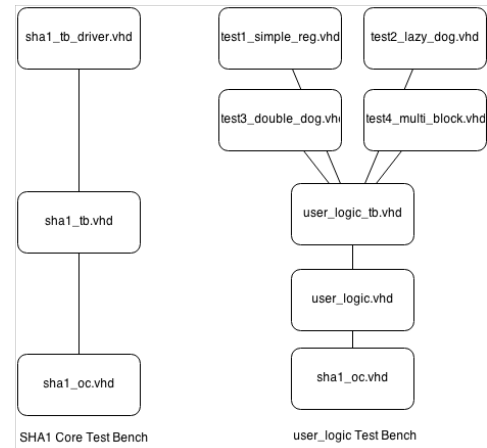 sha1_tb_driver.vhd
test1_simple_reg.vhd
test2_lazy_dog.vhd
test3_double_dog.vh
test4_multi_block.vhd
sha1_tb.vhd
user_logic_tb.vhd
user_logic.vhd
sha1_oc.vhd
sha1_oc.vhd
SHA1 Core Test Bench
user_logic Test Bench